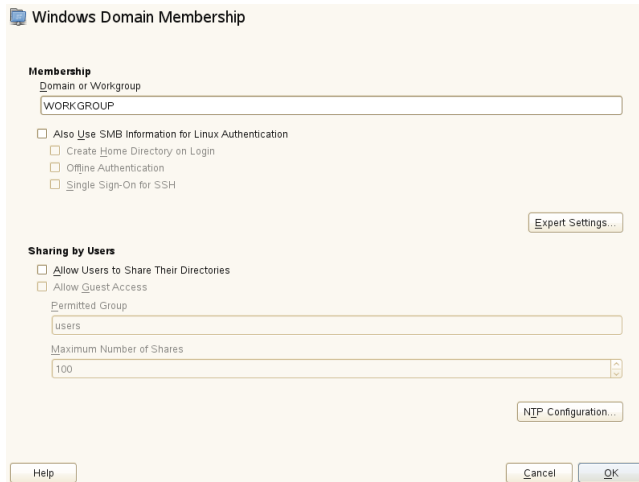 Windows Domain Membership
Membership
Domain or Workgroup
WORKGROUP
Also Use SMB Information for Linux Authentication
Create Home Directory on Login
Offline Authentication
Single Sign-On for SSH
Expert Settings...
Sharing by Users
Allow Users to Share Their Directories
Allow Guest Access
Permitted Group
users
Maximum Number of Shares
100
NTP Configuration...
Help
Cancel
OK